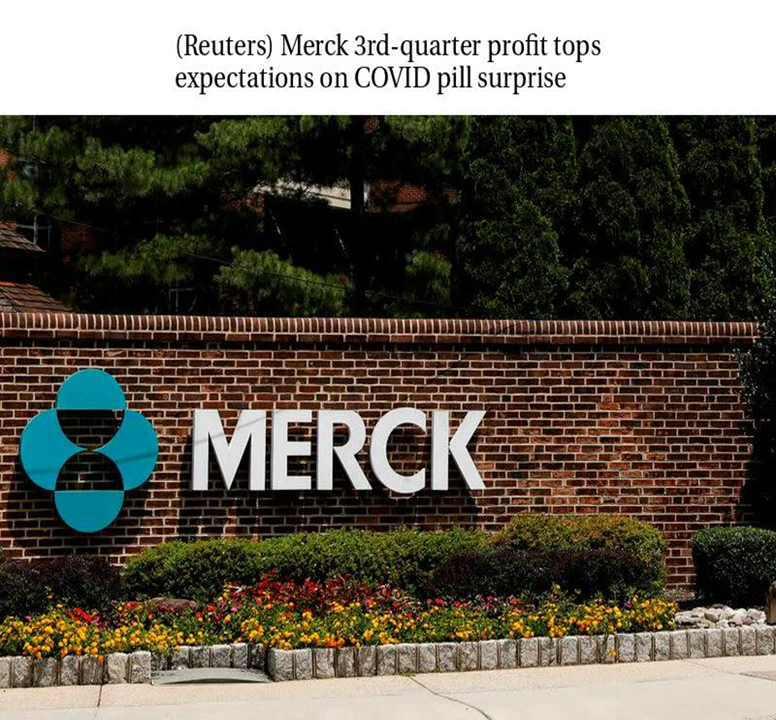 (Reuters) Merck 3rd-quarter profit tops
expectations on COVID pill surprise
MERCK